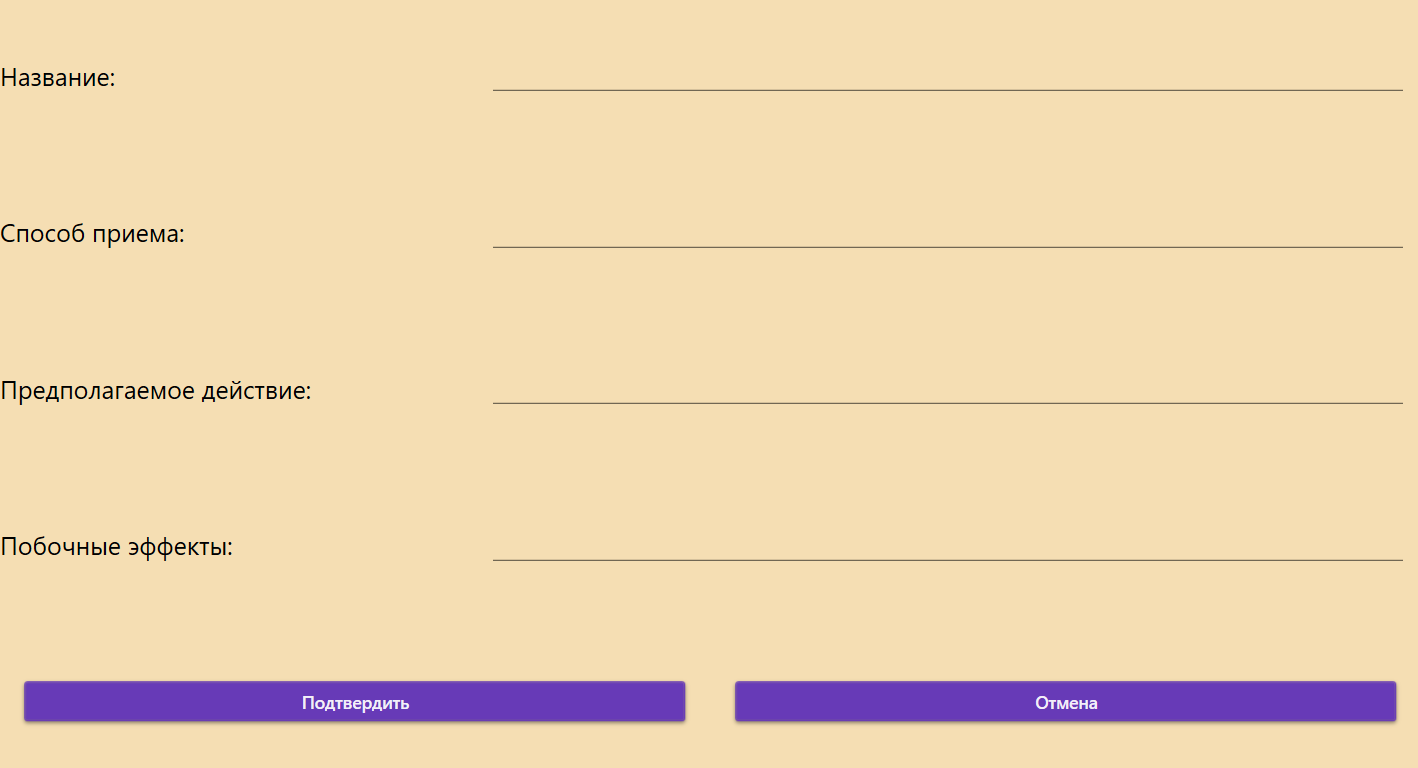 Название:
Способ приема:
Предполагаемое действие:
Побочные эффекты:
Подтвердить
Отмена